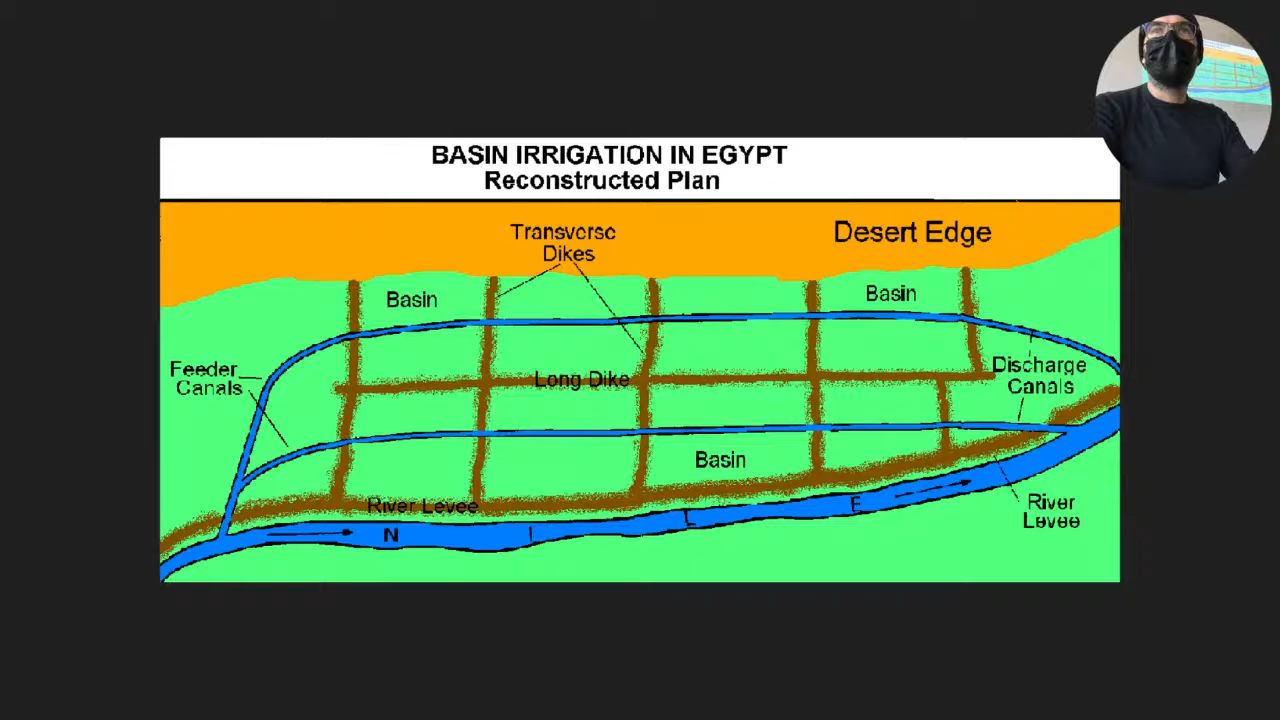 BASIN IRRIGATION IN EGYPT
Reconstructed Plan
Transverse
Dikes
Desert Edge
Basin
Basin
Feeder
Canals
Long Dike
Discharge
Canals
Basin
River Levee
River
Levee
N I L E